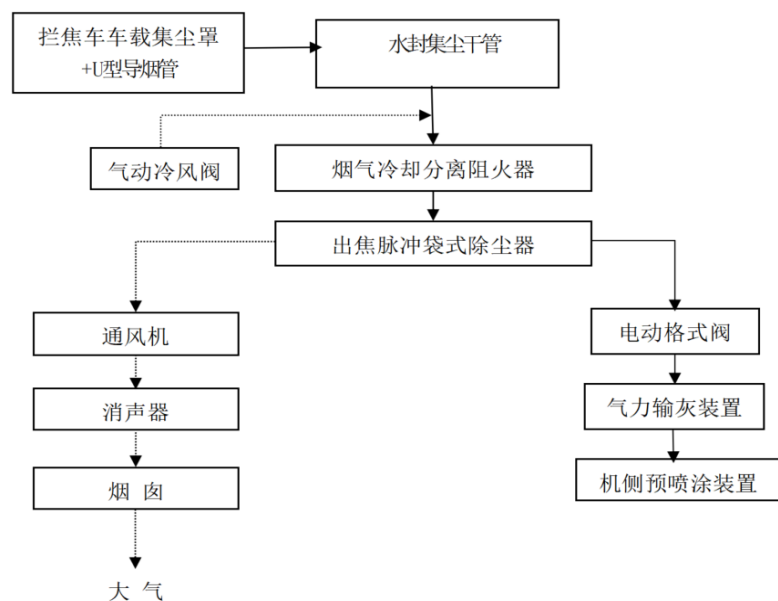 拦焦车车载集尘罩
+U型导烟管
水封集尘干管
气动冷风阀
烟气冷却分离阻火器
出焦脉冲袋式除尘器
通风机
电动格式阀
消声器
气力输灰装置
烟 囱
机侧预喷涂装置
大 气